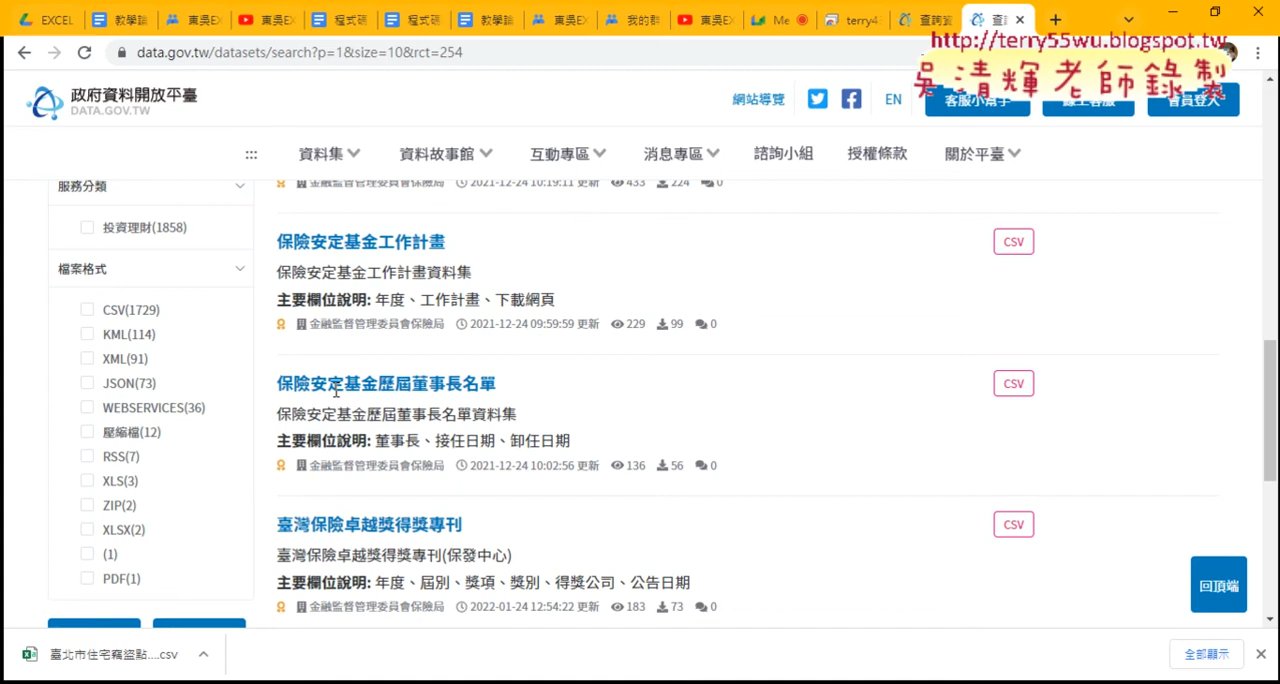 EXCEL
教學論
東吳EX
東吳EX
程式碼
程式碼
教學論
東吳EX
我的群
東吳EX
Me
terry4
查詢資
查詢
data.gov.tw/datasets/search?p=1&size=10&rct=254
http://terry55wu.blogspot.tw
吳清輝老師錄製
政府資料開放平臺
DATA.GOV.TW
網站導覽
EN
客服小幫手
線上客服
會員登入
:::
資料集
資料故事館
互動專區
消息專區
諮詢小組
授權條款
關於平臺
服務分類
投資理財(1858)
檔案格式
CSV(1729)
KML(114)
XML(91)
JSON(73)
WEBSERVICES(36)
壓縮檔(12)
RSS(7)
XLS(3)
ZIP(2)
XLSX(2)
(1)
PDF(1)
金融監督管理委員會保險局 2021-12-24 10:19:11 更新 433 224 0
保險安定基金工作計畫
CSV
保險安定基金工作計畫資料集
主要欄位說明: 年度、工作計畫、下載網頁
金融監督管理委員會保險局 2021-12-24 09:59:59 更新 229 99 0
保險安定基金歷屆董事長名單
CSV
保險安定基金歷屆董事長名單資料集
主要欄位說明: 董事長、接任日期、卸任日期
金融監督管理委員會保險局 2021-12-24 10:02:56 更新 136 56 0
臺灣保險卓越獎得獎專刊
CSV
臺灣保險卓越獎得獎專刊(保發中心)
主要欄位說明: 年度、屆別、獎項、獎別、得獎公司、公告日期
金融監督管理委員會保險局 2022-01-24 12:54:22 更新 183 73 0
回頂端
臺北市住宅竊盜點....csv
全部顯示